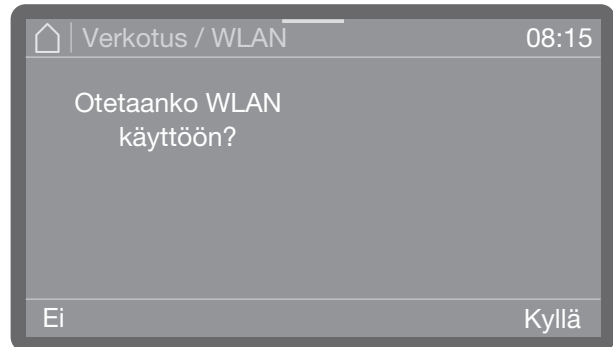 Verkotus / WLAN 08:15
Otetaanko WLAN
käyttöön?
Ei Kyllä